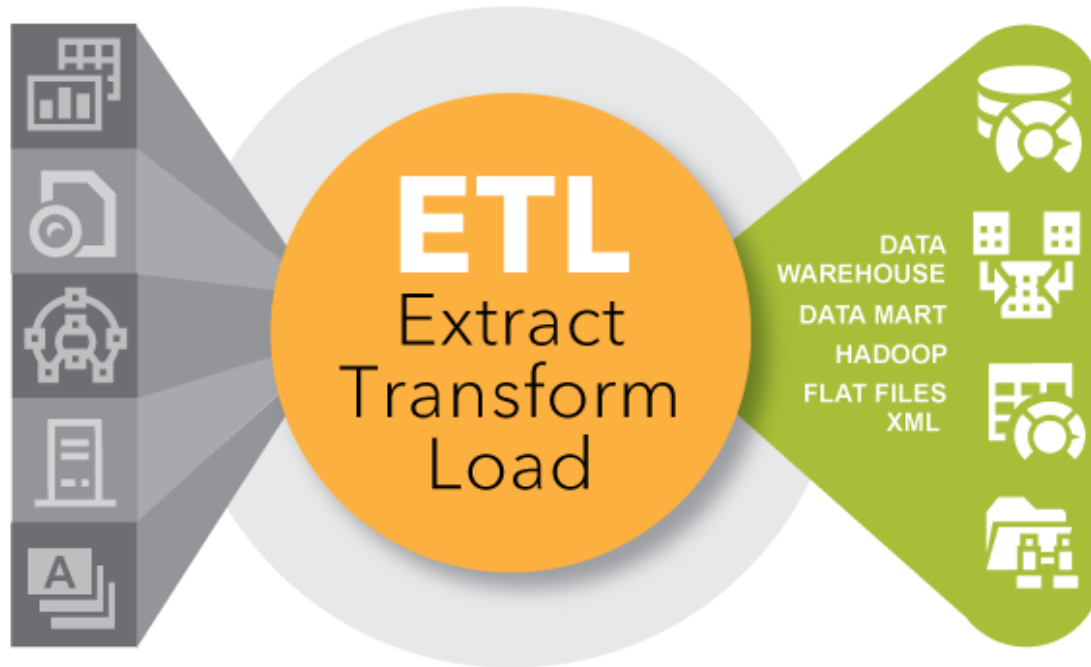 ETL
Extract
Transform
Load
DATA
WAREHOUSE
DATA MART
HADOOP
FLAT FILES
XML
A